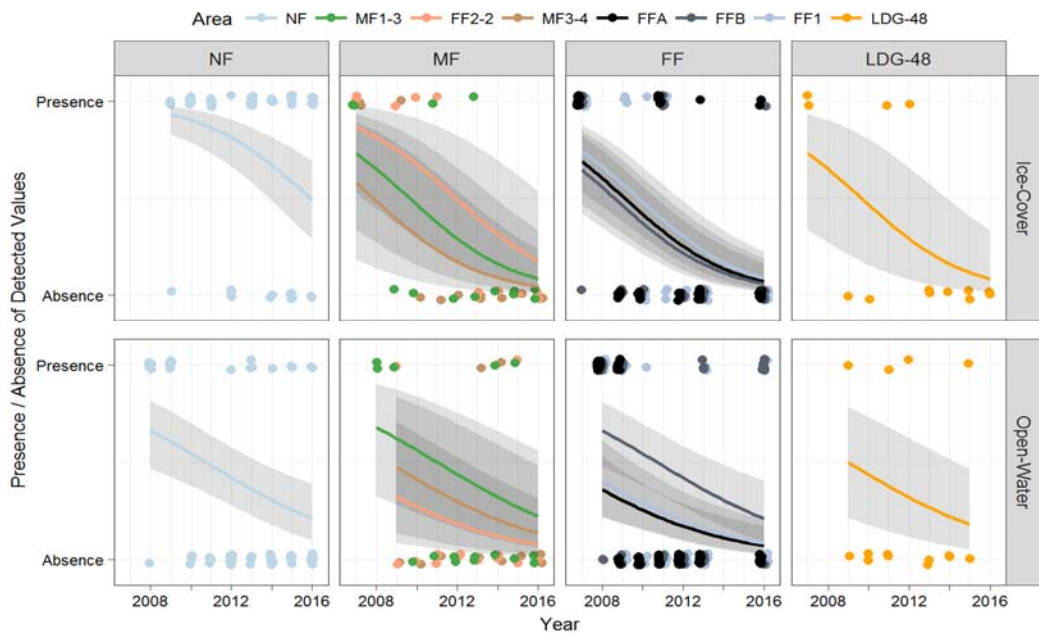 Area NF MF1-3 FF2-2 MF3-4 FFA FFB FF1 LDG-48
NF MF FF LDG-48
Presence
Absence
Ice-Cover
Presence
Absence
Open-Water
Presence / Absence of Detected Values
2008 2012 2016 2008 2012 2016 2008 2012 2016 2008 2012 2016
Year